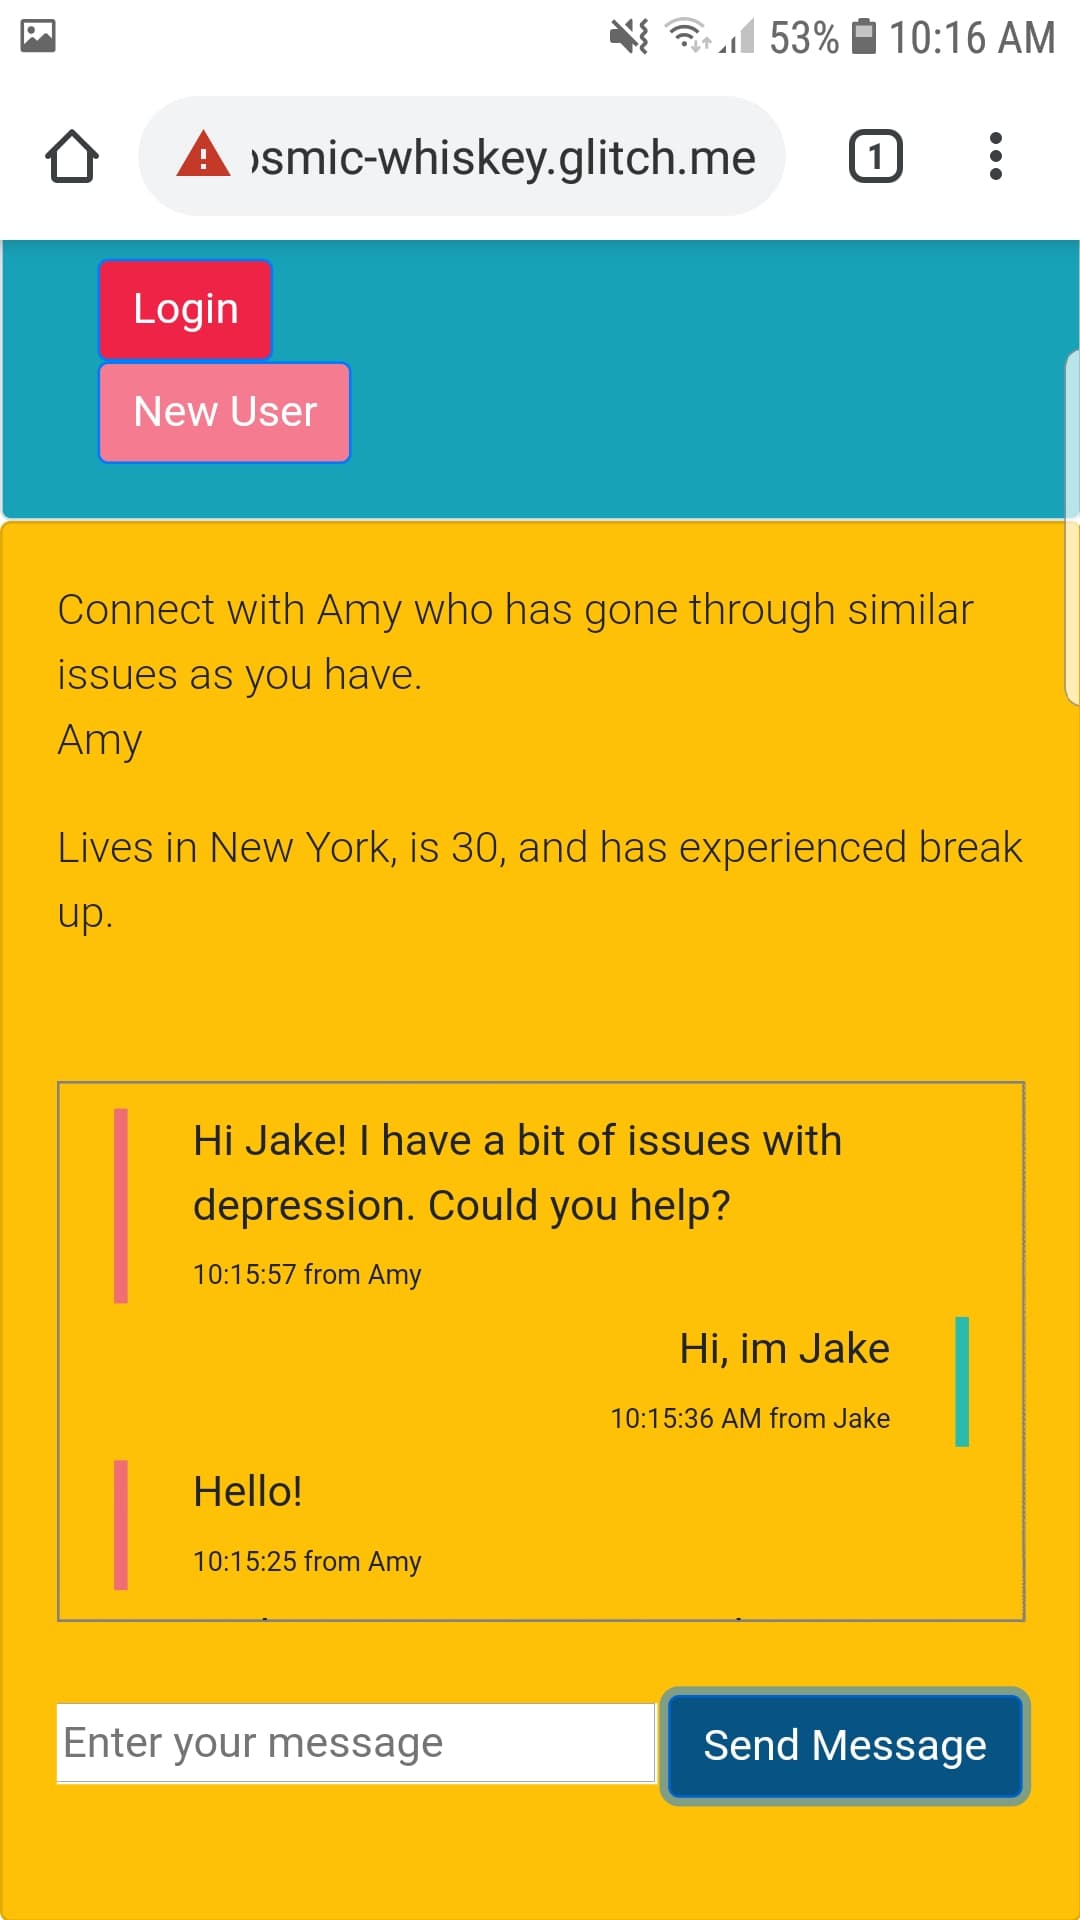 53% 10:16 AM
smic-whiskey.glitch.me
1
Login
New User
Connect with Amy who has gone through similar
issues as you have.
Amy
Lives in New York, is 30, and has experienced break
up.
Hi Jake! I have a bit of issues with
depression. Could you help?
10:15:57 from Amy
Hi, im Jake
10:15:36 AM from Jake
Hello!
10:15:25 from Amy
Enter your message
Send Message